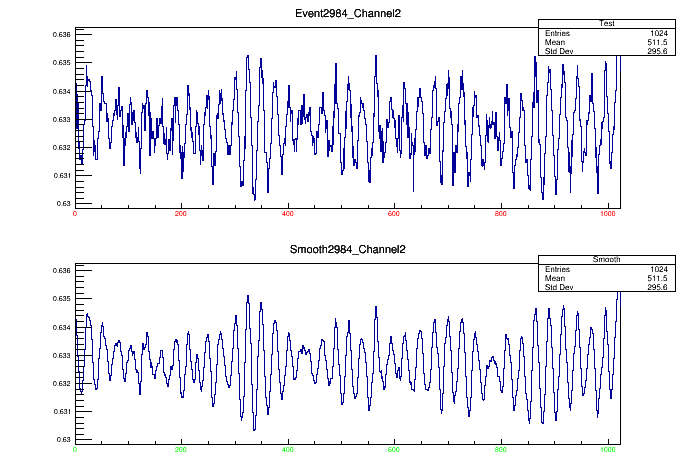 Event2984_Channel2
Test
Entries 1024
Mean 511.5
Std Dev 295.6
0.636
0.635
0.634
0.633
0.632
0.631
0.63
0 200 400 600 800 1000
Smooth2984_Channel2
Smooth
Entries 1024
Mean 511.5
Std Dev 295.6
0.636
0.635
0.634
0.633
0.632
0.631
0.63
0 200 400 600 800 1000